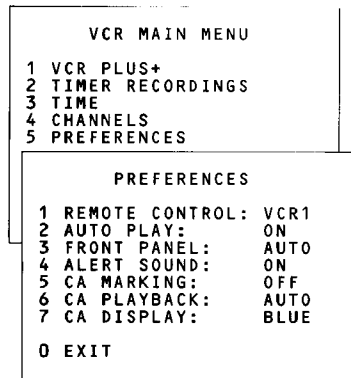 VCR MAIN MENU
1 VCR PLUS+
2 TIMER RECORDINGS
3 TIME
4 CHANNELS
5 PREFERENCES
PREFERENCES
1 REMOTE CONTROL: VCR1
2 AUTO PLAY: ON
3 FRONT PANEL: AUTO
4 ALERT SOUND: ON
5 CA MARKING: OFF
6 CA PLAYBACK: AUTO
7 CA DISPLAY: BLUE
0 EXIT